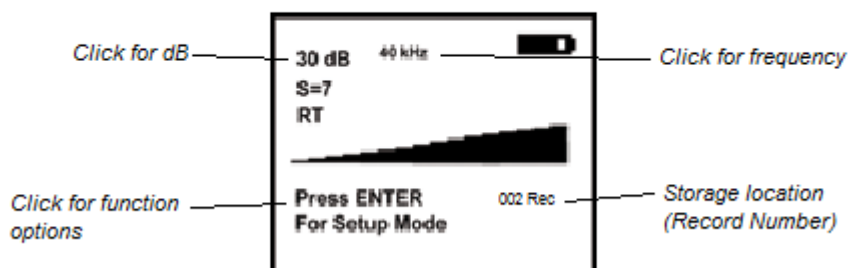 Click for dB
30 dB
40 kHz
Click for frequency
S=7
RT
Click for function
options
Press ENTER
For Setup Mode
002 Rec
Storage location
(Record Number)